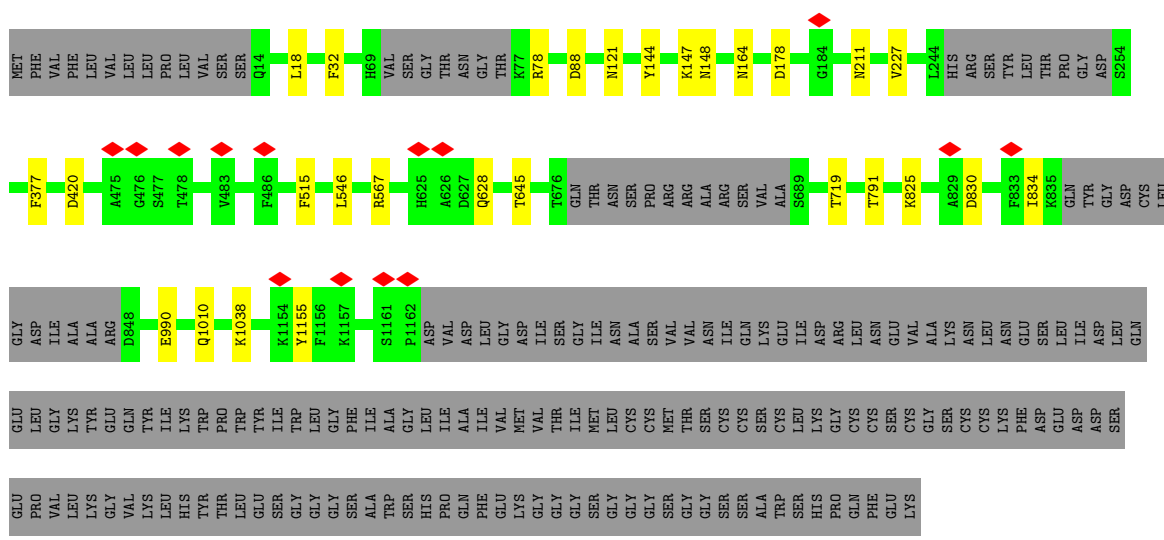 MET PHE VAL PHE LEU VAL LEU LEU PRO LEU VAL SER SER Q14 L18 F32 H69 VAL SER GLY THR ASN GLY THR K77 R78 D88 N121 Y144 K147 N148 N164 D178 G184 N211 V227 L244 HIS ARG SER TYR LEU THR PRO GLY ASP S254
F377 D420 A475 G476 S477 T478 V483 F486 F515 L546 R567 H625 A626 D627 Q628 T645 T676 GLN THR ASN SER PRO ARG ARG ALA ARG SER VAL ALA S689 T719 T791 K825 A829 D830 F833 I834 K835 GLN TYR GLY ASP CYS LEU
GLY ASP ILE ALA ALA ARG D848 E990 Q1010 K1038 K1154 Y1155 F1156 K1157 S1161 P1162 ASP VAL ASP LEU GLY ASP ILE SER GLY ILE ASN ALA SER VAL VAL ASN ILE GLN LYS GLU ILE ASP ARG LEU ASN GLU VAL ALA LYS ASN LEU ASN GLU SER LEU ILE ASP LEU GLN
GLU LEU GLY LYS TYR GLU GLN TYR ILE LYS TRP PRO TRP TYR ILE TRP LEU GLY PHE ILE ALA GLY LEU ILE ALA ILE VAL MET VAL THR ILE MET LEU CYS CYS MET THR SER CYS CYS SER CYS LEU LYS GLY CYS CYS SER CYS GLY SER CYS CYS LYS PHE ASP GLU ASP ASP SER
GLU PRO VAL LEU LYS GLY VAL LYS LEU HIS TYR THR LEU GLU SER GLY GLY GLY SER ALA TRP SER HIS PRO GLN PHE GLU LYS GLY GLY GLY SER GLY GLY GLY SER GLY GLY SER SER ALA TRP SER HIS PRO GLN PHE GLU LYS